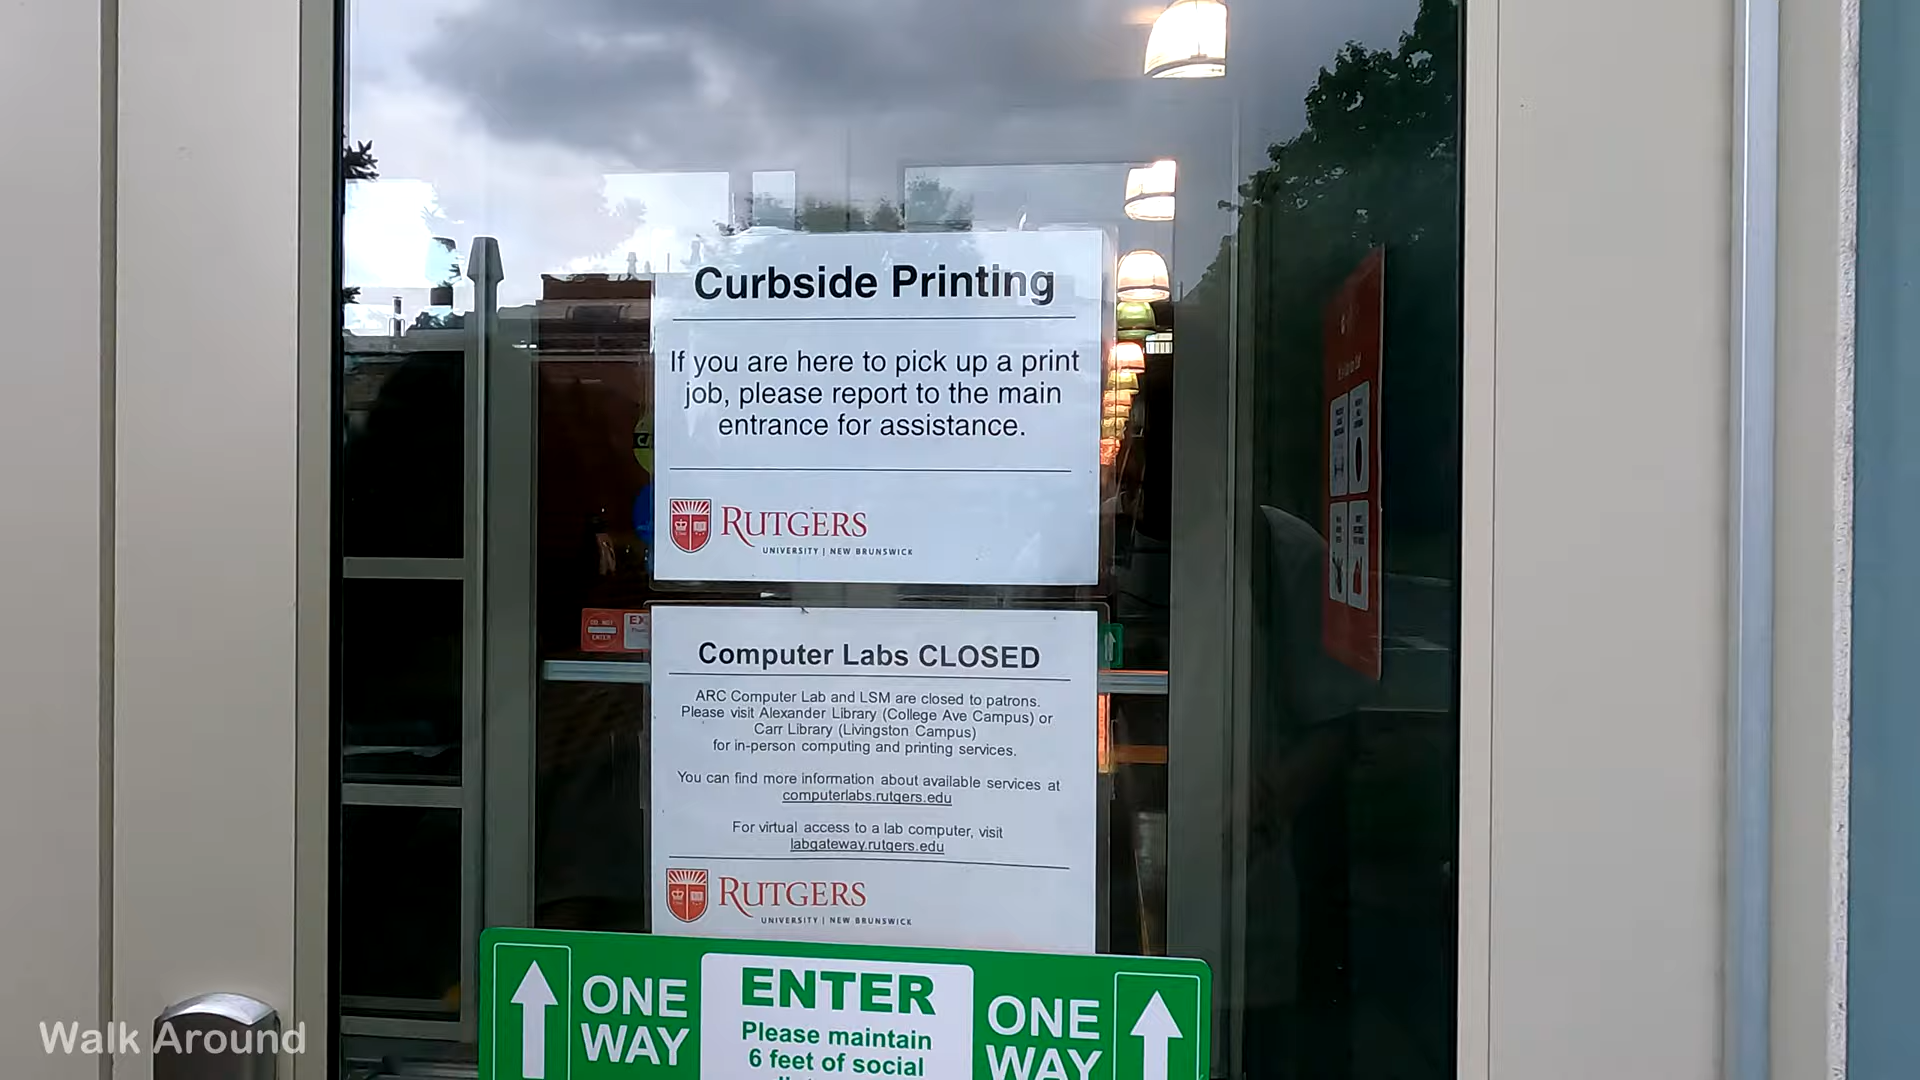 Curbside Printing
If you are here to pick up a print
job, please report to the main
entrance for assistance.
RUTGERS
UNIVERSITY | NEW BRUNSWICK
DO NOT
ENTER
Computer Labs CLOSED
ARC Computer Lab and LSM are closed to patrons.
Please visit Alexander Library (College Ave Campus) or
Carr Library (Livingston Campus)
for in-person computing and printing services.
You can find more information about available services at
computerlabs.rutgers.edu
For virtual access to a lab computer, visit
labgateway.rutgers.edu
RUTGERS
UNIVERSITY | NEW BRUNSWICK
ONE
WAY
ENTER
Please maintain
6 feet of social
ONE
WAY
Walk Around